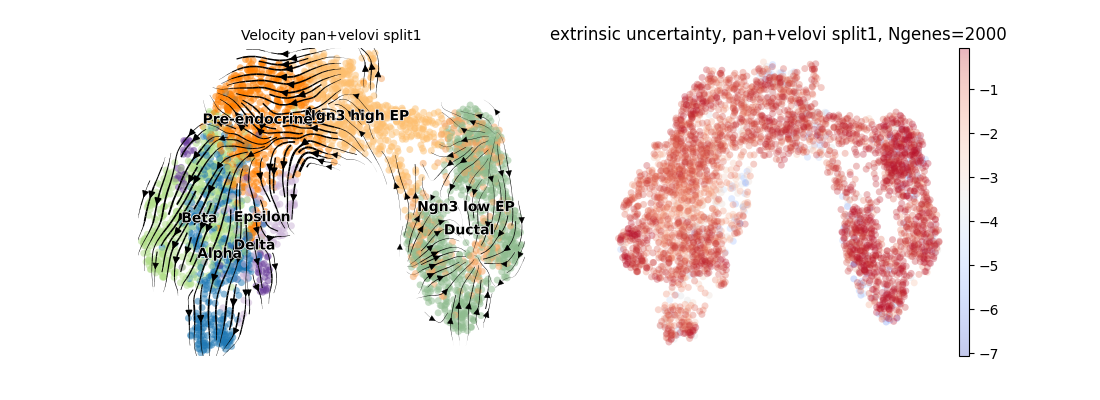 Velocity pan+velovi split1
extrinsic uncertainty, pan+velovi split1, Ngenes=2000
Pre-endocrine
Ngn3 high EP
Ngn3 low EP
Ductal
Beta
Epsilon
Delta
Alpha
−1
−2
−3
−4
−5
−6
−7